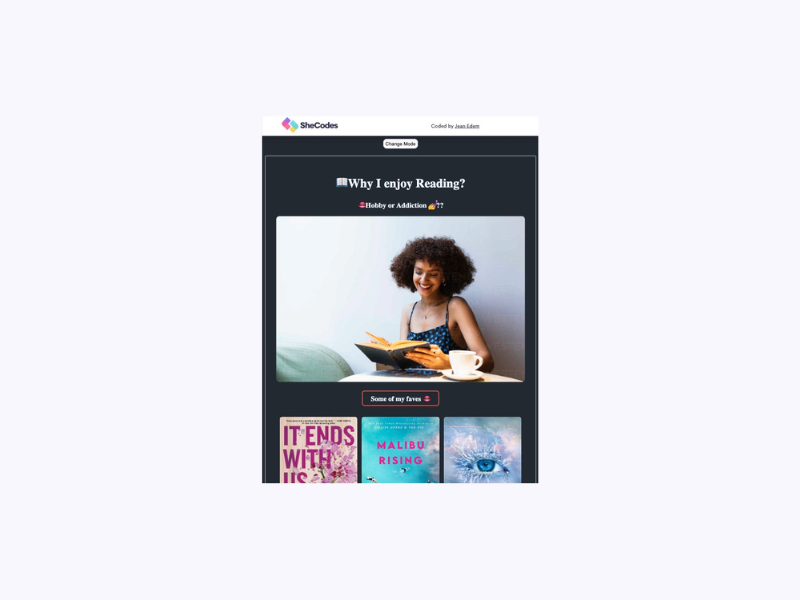 SheCodes
Coded by Jean Edem
Change Mode
📖Why I enjoy Reading?
Hobby or Addiction 💁??
Some of my faves
IT ENDS
WITH
US
MALIBU
RISING